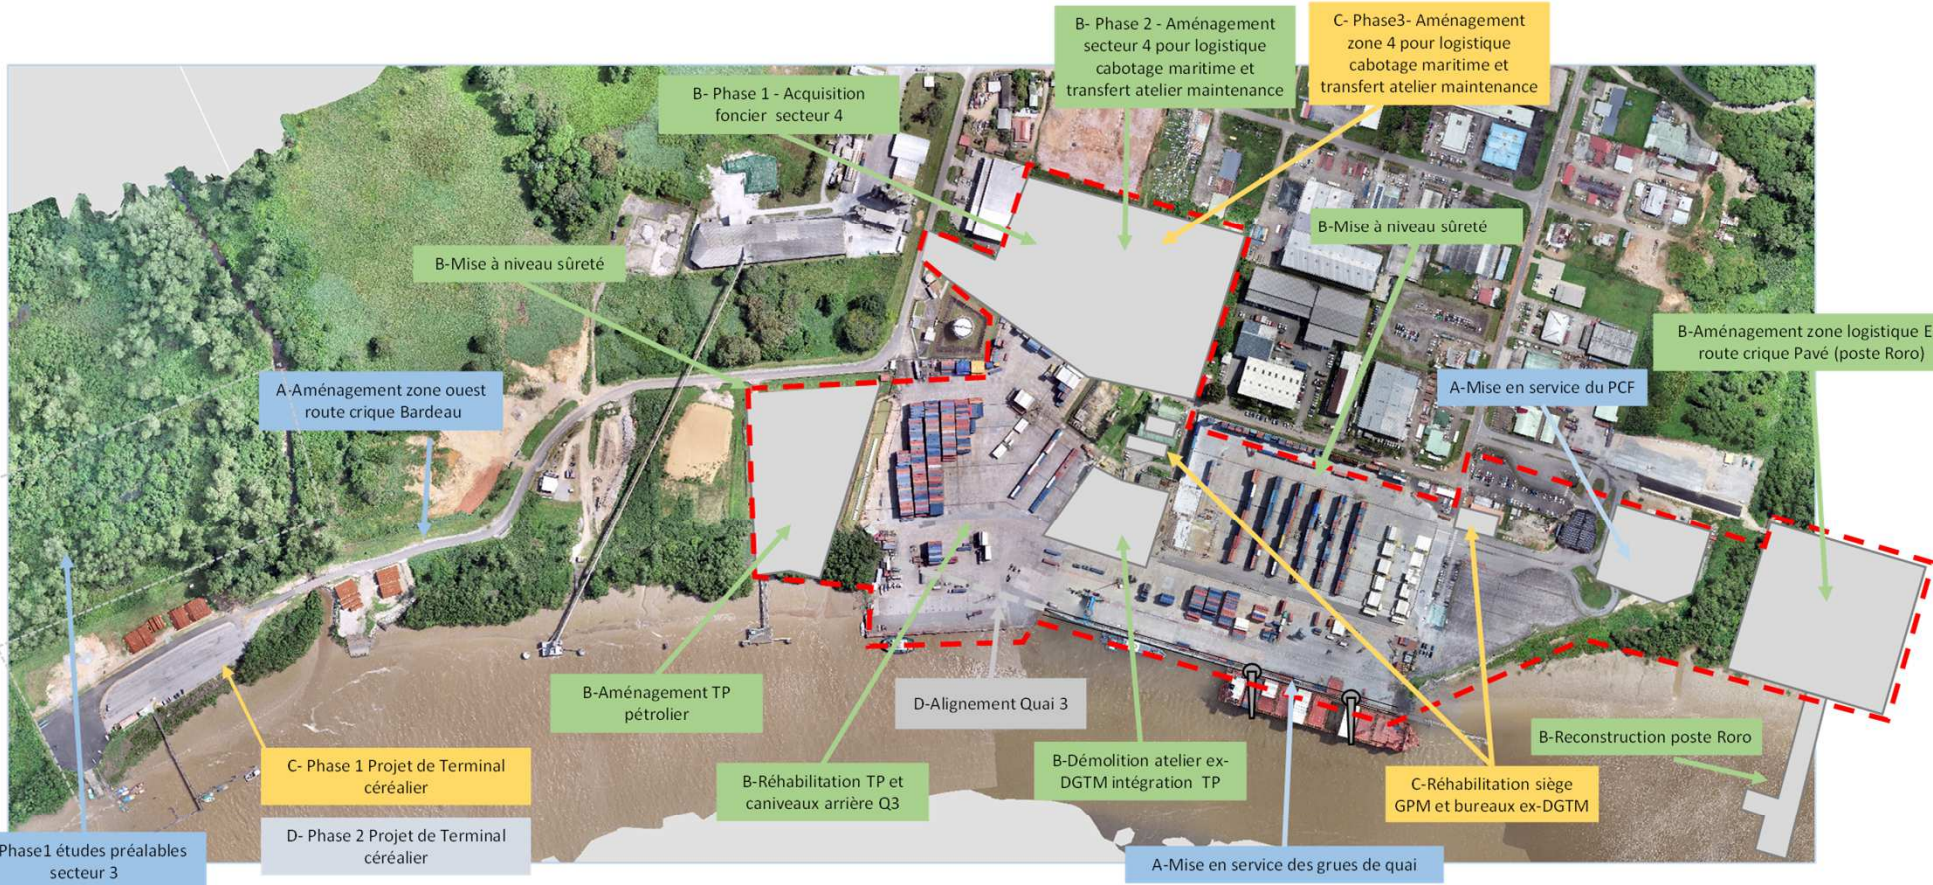 B- Phase 2 - Aménagement
secteur 4 pour logistique
cabotage maritime et
transfert atelier maintenance
C- Phase3- Aménagement
zone 4 pour logistique
cabotage maritime et
transfert atelier maintenance
B- Phase 1 - Acquisition
foncier secteur 4
B-Mise à niveau sûreté
B-Mise à niveau sûreté
B-Aménagement zone logistique E
route crique Pavé (poste Roro)
A-Aménagement zone ouest
route crique Bardeau
A-Mise en service du PCF
B-Aménagement TP
pétrolier
D-Alignement Quai 3
B-Reconstruction poste Roro
C- Phase 1 Projet de Terminal
céréalier
B-Réhabilitation TP et
caniveaux arrière Q3
B-Démolition atelier ex-
DGTM intégration TP
C-Réhabilitation siège
GPM et bureaux ex-DGTM
D- Phase 2 Projet de Terminal
céréalier
Phase1 études préalables
secteur 3
A-Mise en service des grues de quai